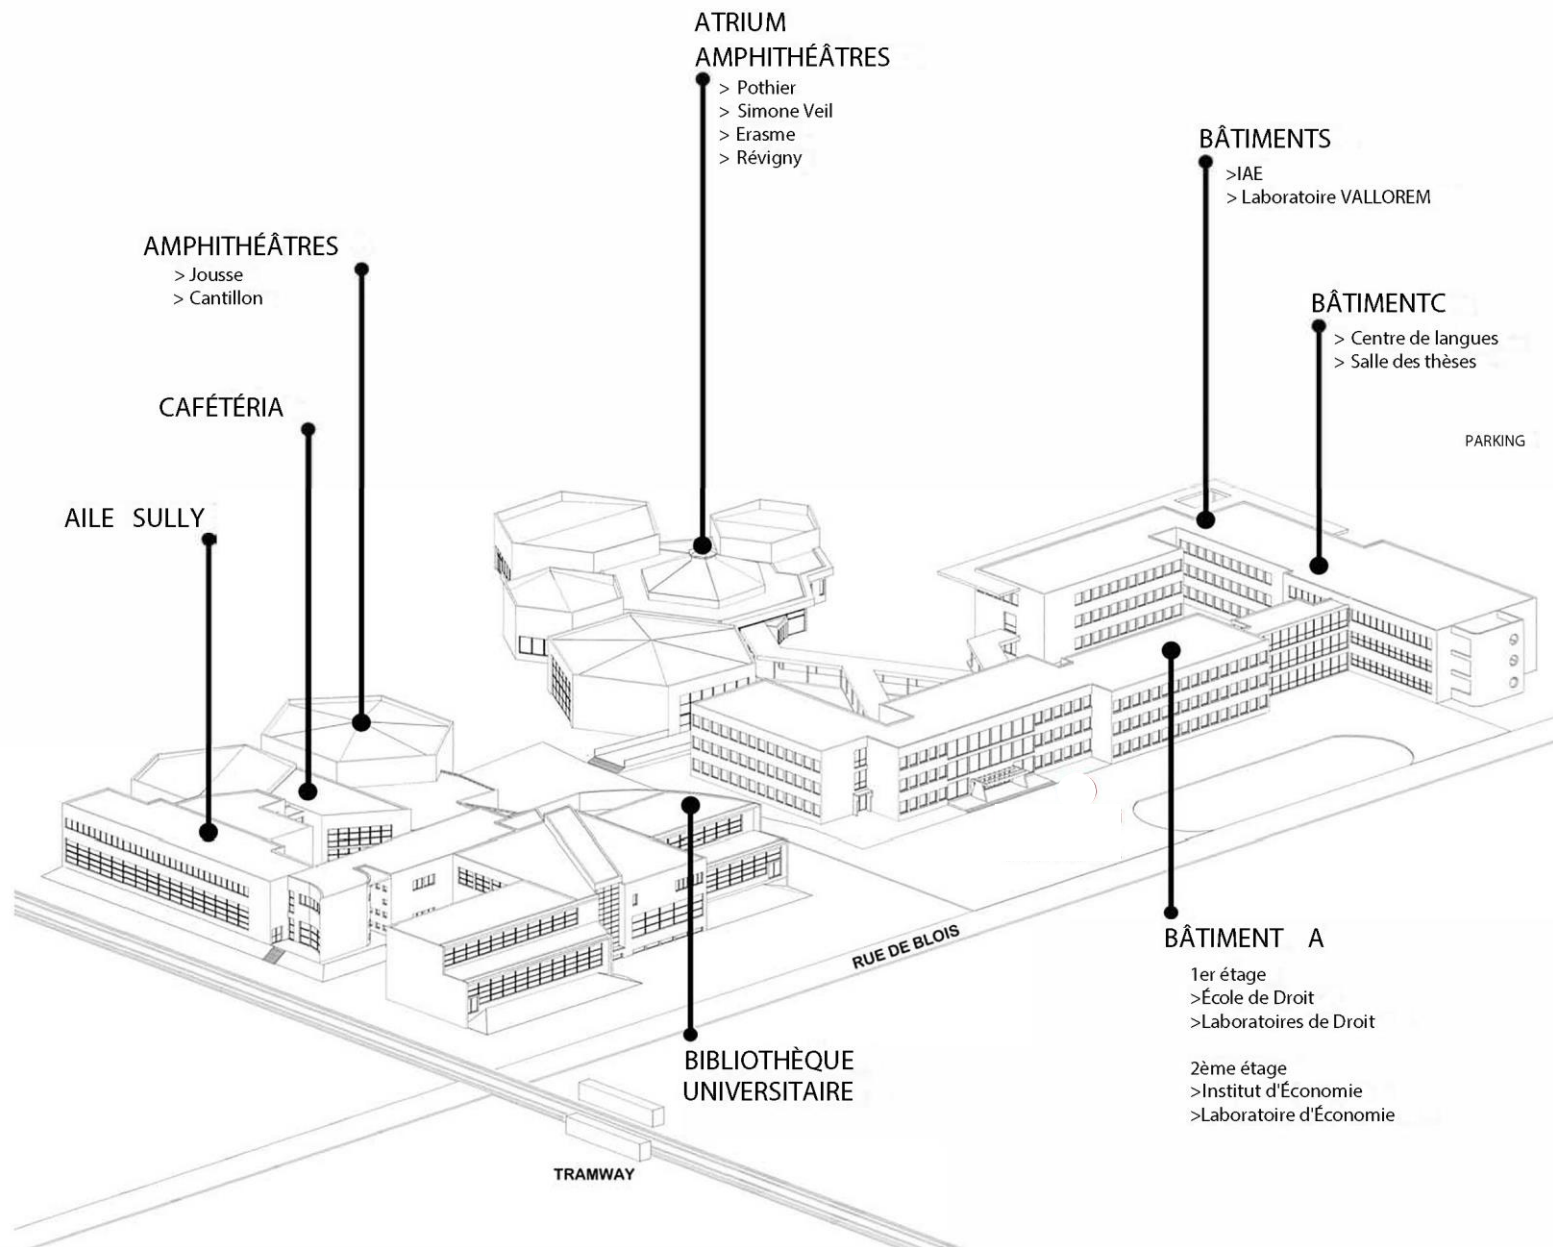 ATRIUM
AMPHITHÉÂTRES
> Pothier
> Simone Veil
> Erasme
> Révigny
BÂTIMENTS
>IAE
> Laboratoire VALLOREM
AMPHITHÉÂTRES
> Jousse
> Cantillon
BÂTIMENTC
> Centre de langues
> Salle des thèses
CAFÉTÉRIA
PARKING
AILE SULLY
RUE DE BLOIS
BÂTIMENT A
1er étage
>École de Droit
>Laboratoires de Droit
2ème étage
>Institut d'Économie
>Laboratoire d'Économie
BIBLIOTHÈQUE
UNIVERSITAIRE
TRAMWAY